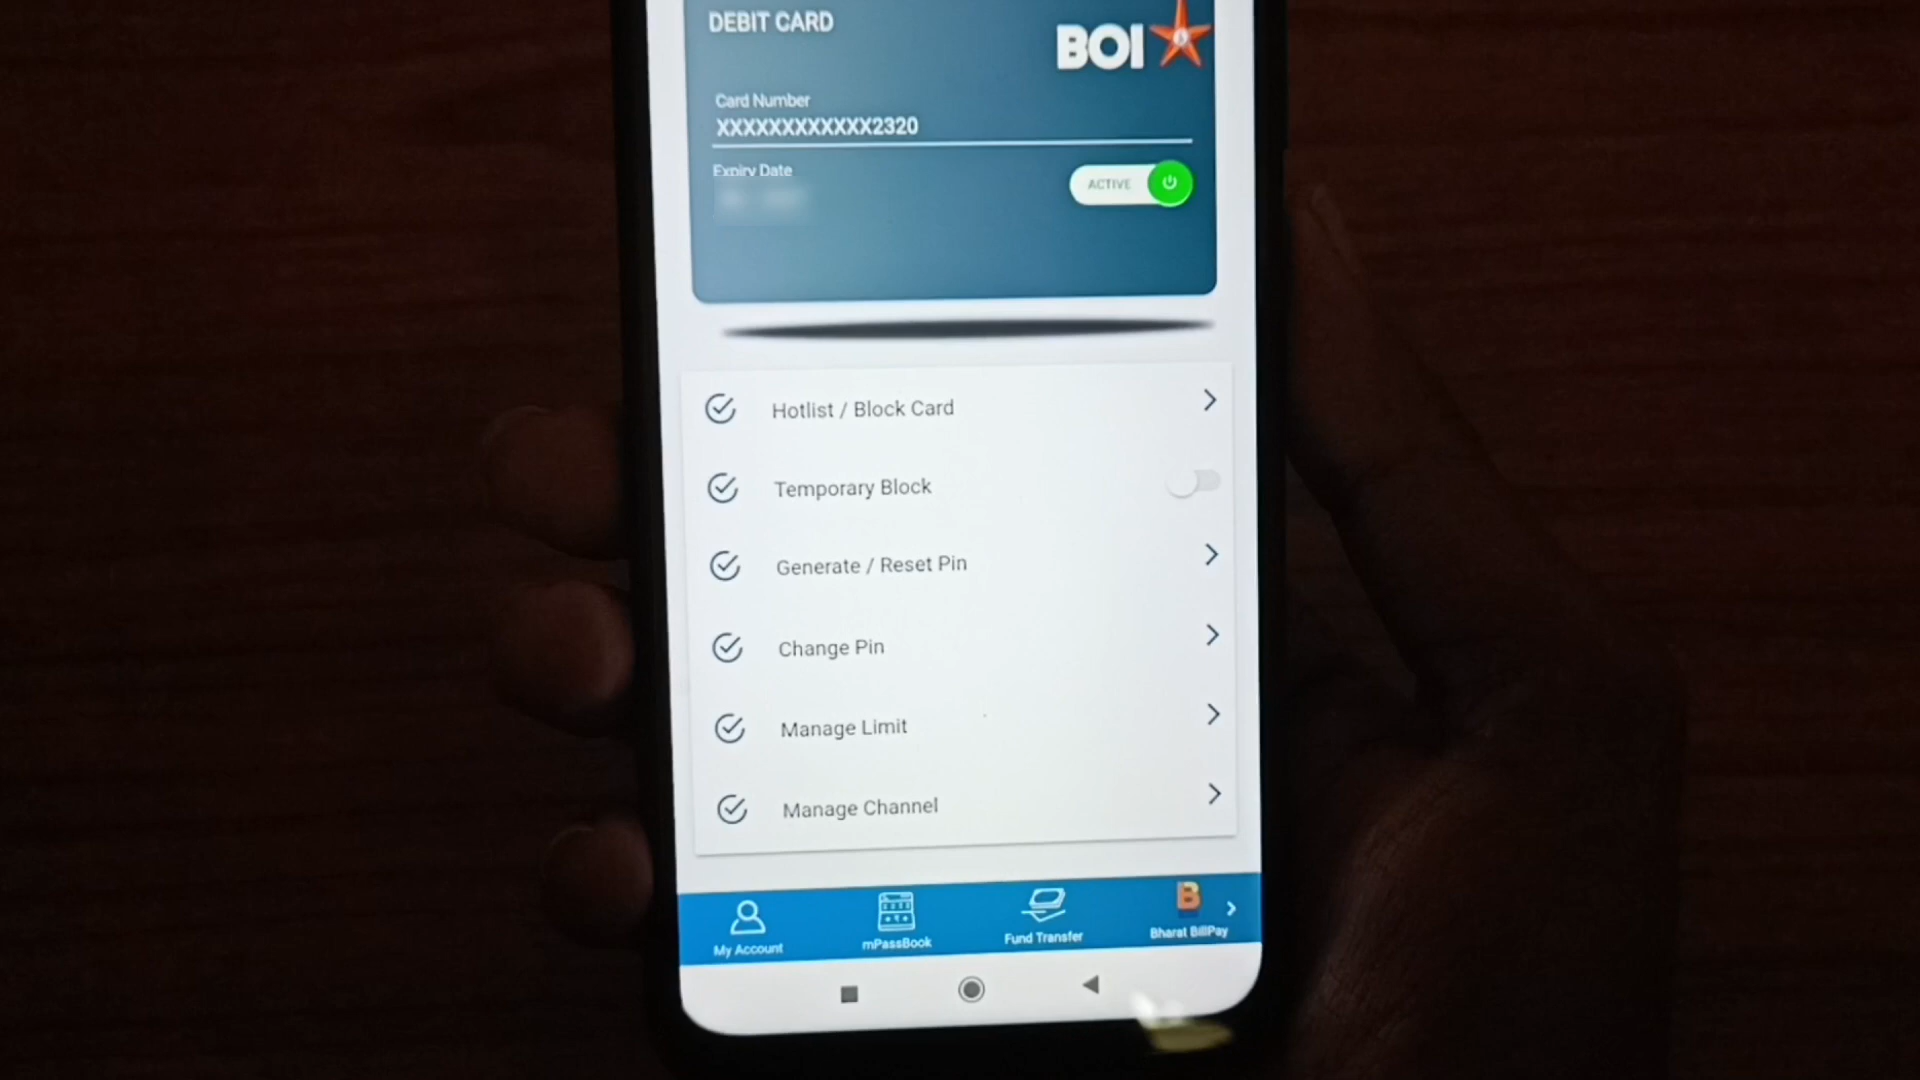 DEBIT CARD
BOI
Card Number
XXXXXXXXXXXX2320
Expiry Date
ACTIVE
Hotlist / Block Card
Temporary Block
Generate / Reset Pin
Change Pin
Manage Limit
Manage Channel
My Account
mPassBook
Fund Transfer
Bharat BillPay